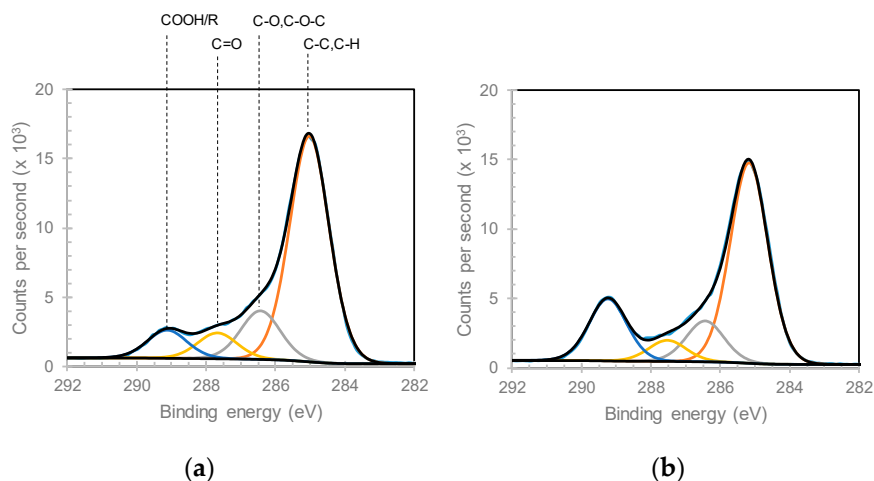 COOH/R
C-O,C-O-C
C=O
C-C,C-H
20
15
10
5
0
Counts per second (x 10³)
292 290 288 286 284 282
Binding energy (eV)
(a)
20
15
10
5
0
Counts per second (x 10³)
292 290 288 286 284 282
Binding energy (eV)
(b)